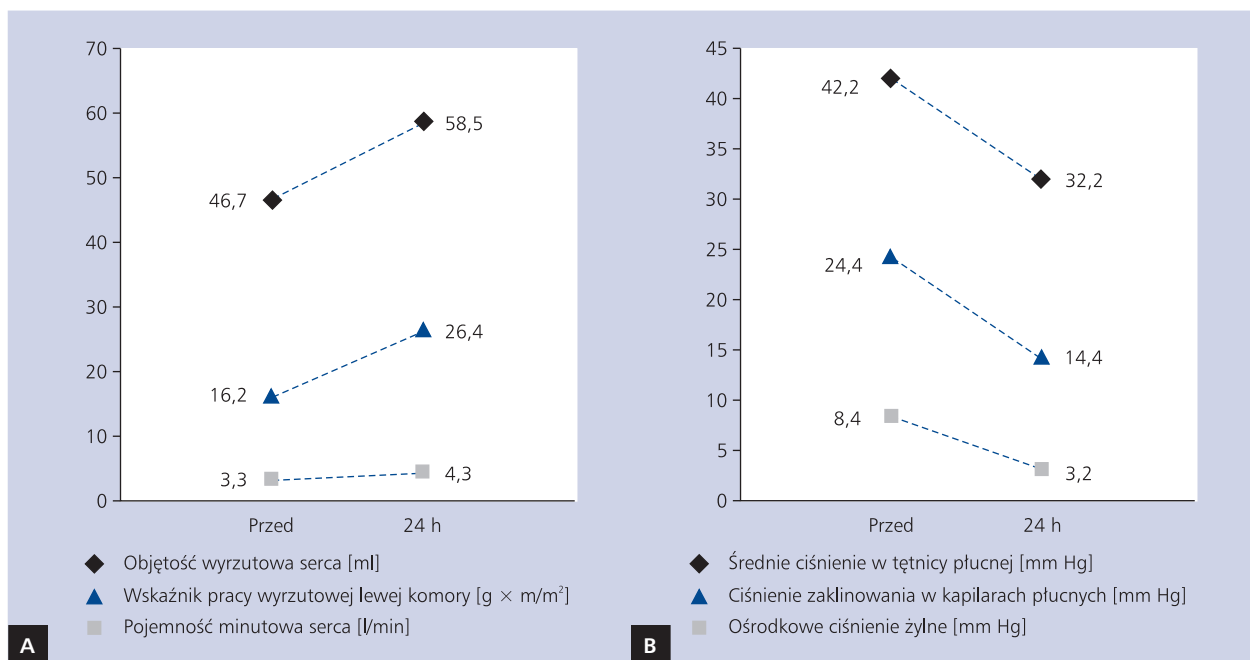 70
60
50
40
30
20
10
0
46,7
58,5
16,2
26,4
3,3
4,3
Przed
24 h
Objętość wyrzutowa serca [ml]
Wskaźnik pracy wyrzutowej lewej komory [g × m/m²]
Pojemność minutowa serca [l/min]
A
45
40
35
30
25
20
15
10
5
0
42,2
32,2
24,4
14,4
8,4
3,2
Przed
24 h
Średnie ciśnienie w tętnicy płucnej [mm Hg]
Ciśnienie zaklinowania w kapilarach płucnych [mm Hg]
Ośrodkowe ciśnienie żylne [mm Hg]
B